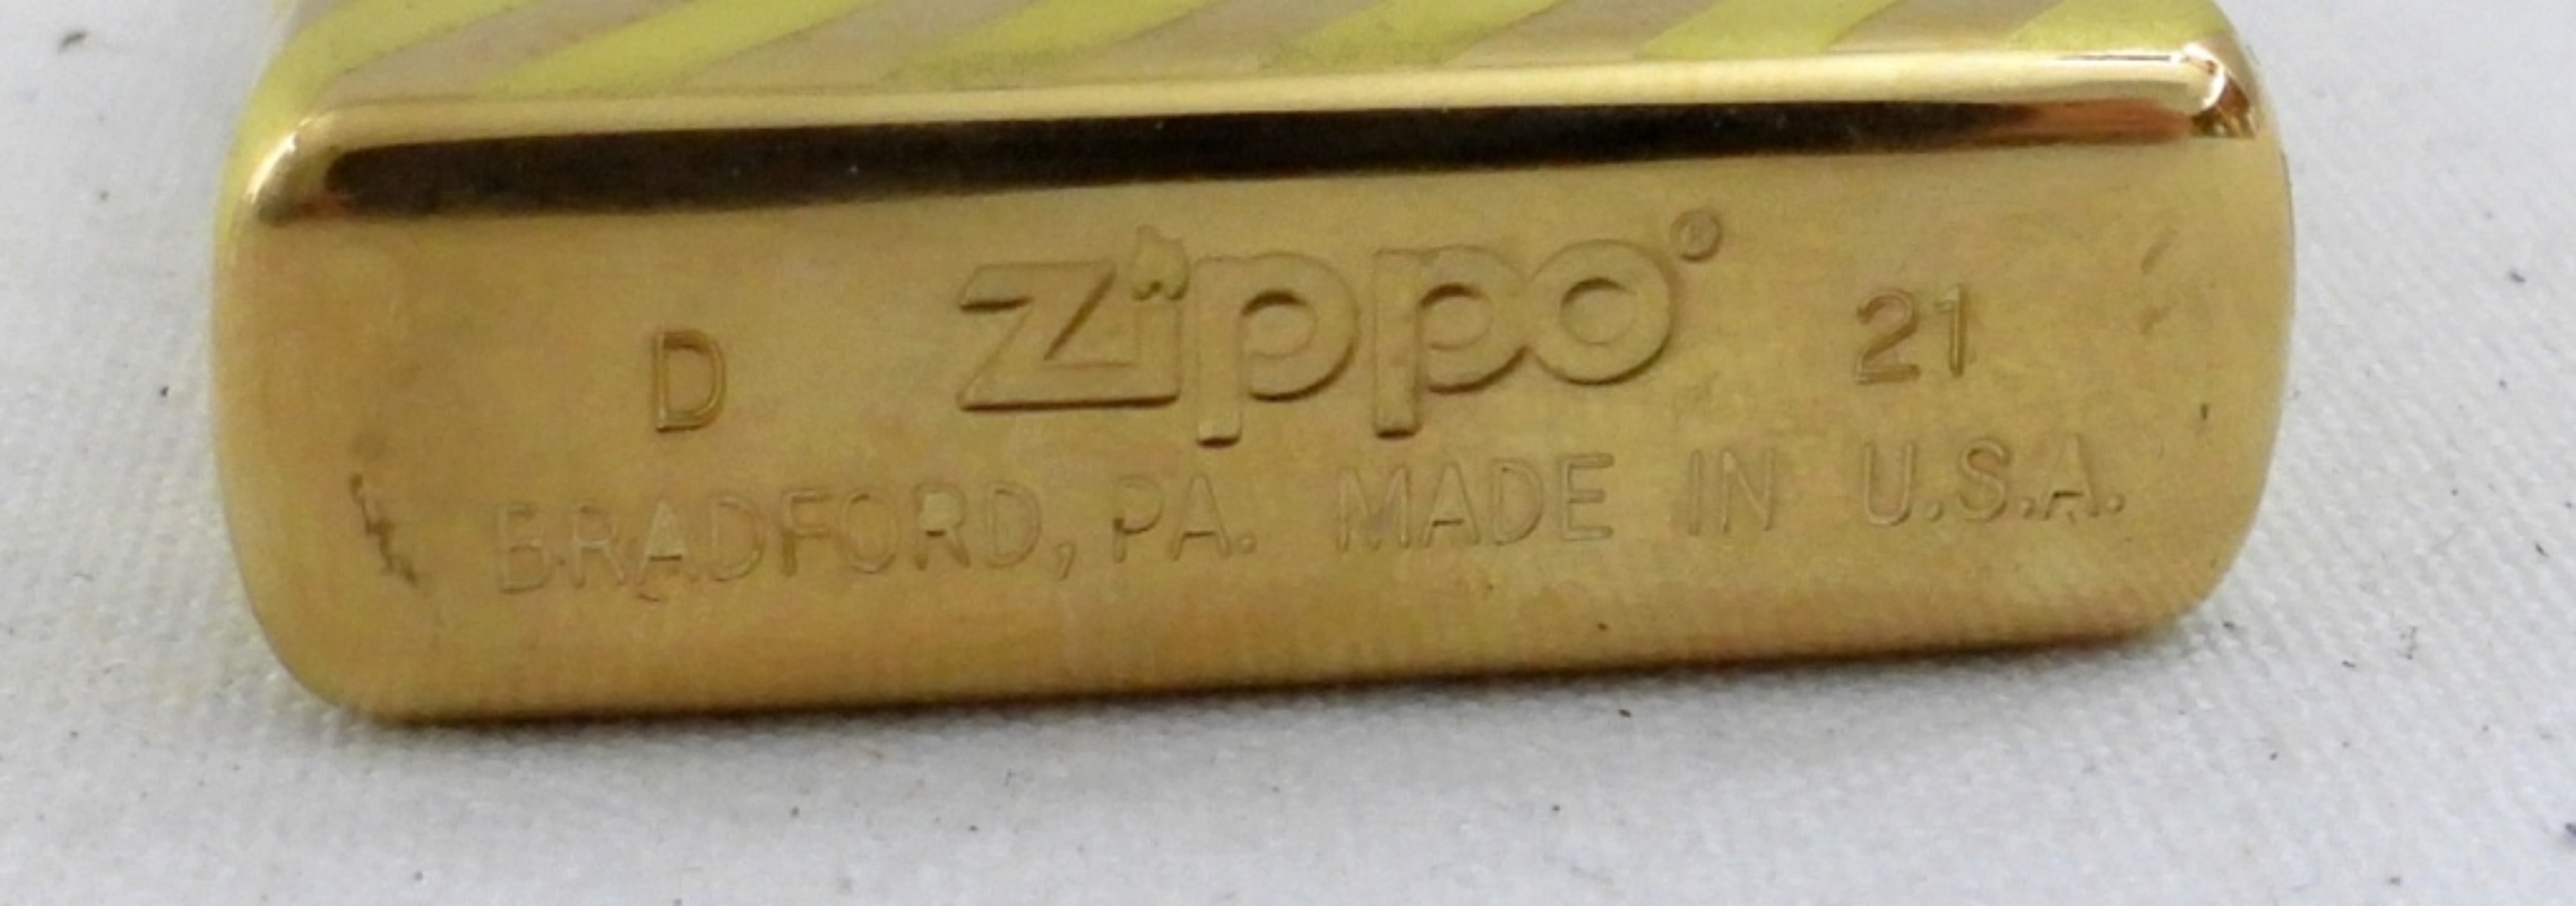 D Zippo® 21
BRADFORD, PA. MADE IN U.S.A.